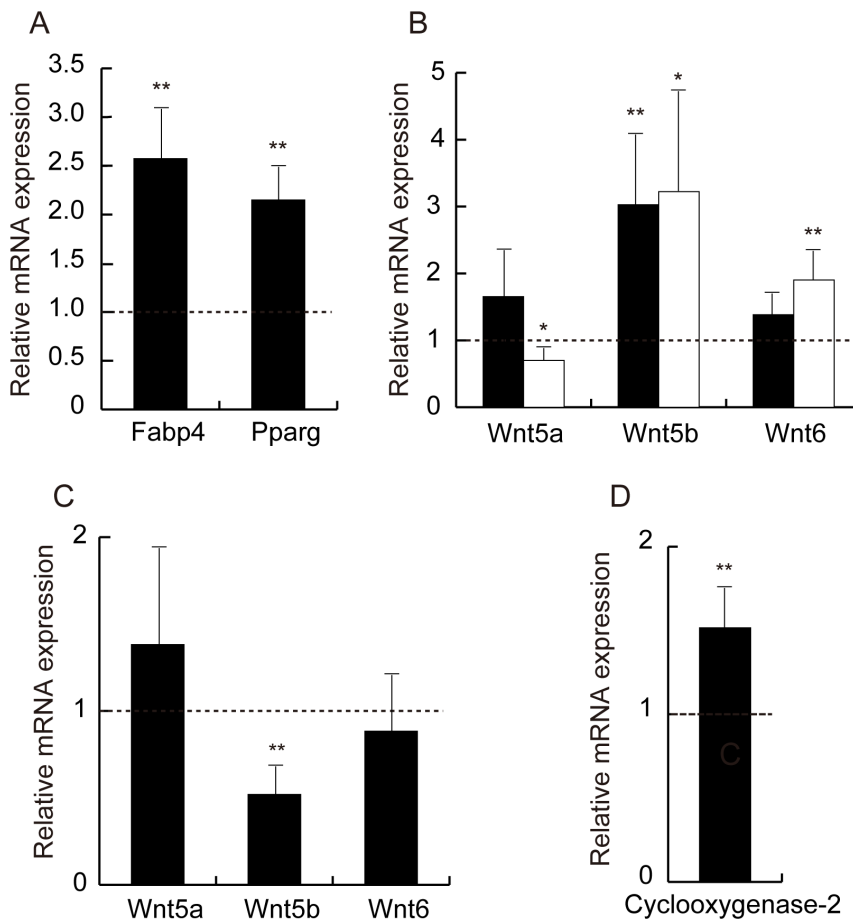 A
Relative mRNA expression
3.5
3.0
2.5
2.0
1.5
1.0
0.5
0
**
**
Fabp4 Pparg
B
Relative mRNA expression
5
4
3
2
1
0
*
**
*
**
Wnt5a Wnt5b Wnt6
C
Relative mRNA expression
2
1
0
**
Wnt5a Wnt5b Wnt6
D
Relative mRNA expression
2
1
0
**
C
Cyclooxygenase-2